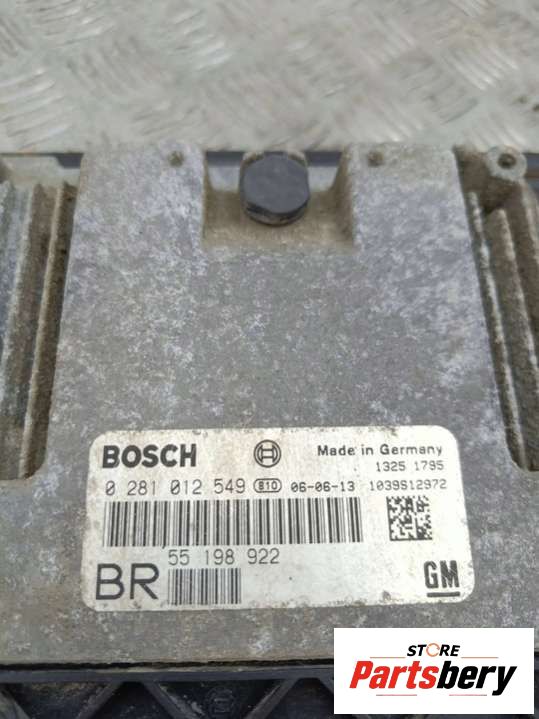 BOSCH Made in Germany
1325 1795
0 281 012 549 B10 06-06-13 1039S12972
55 198 922
BR GM
STORE
Partsbery